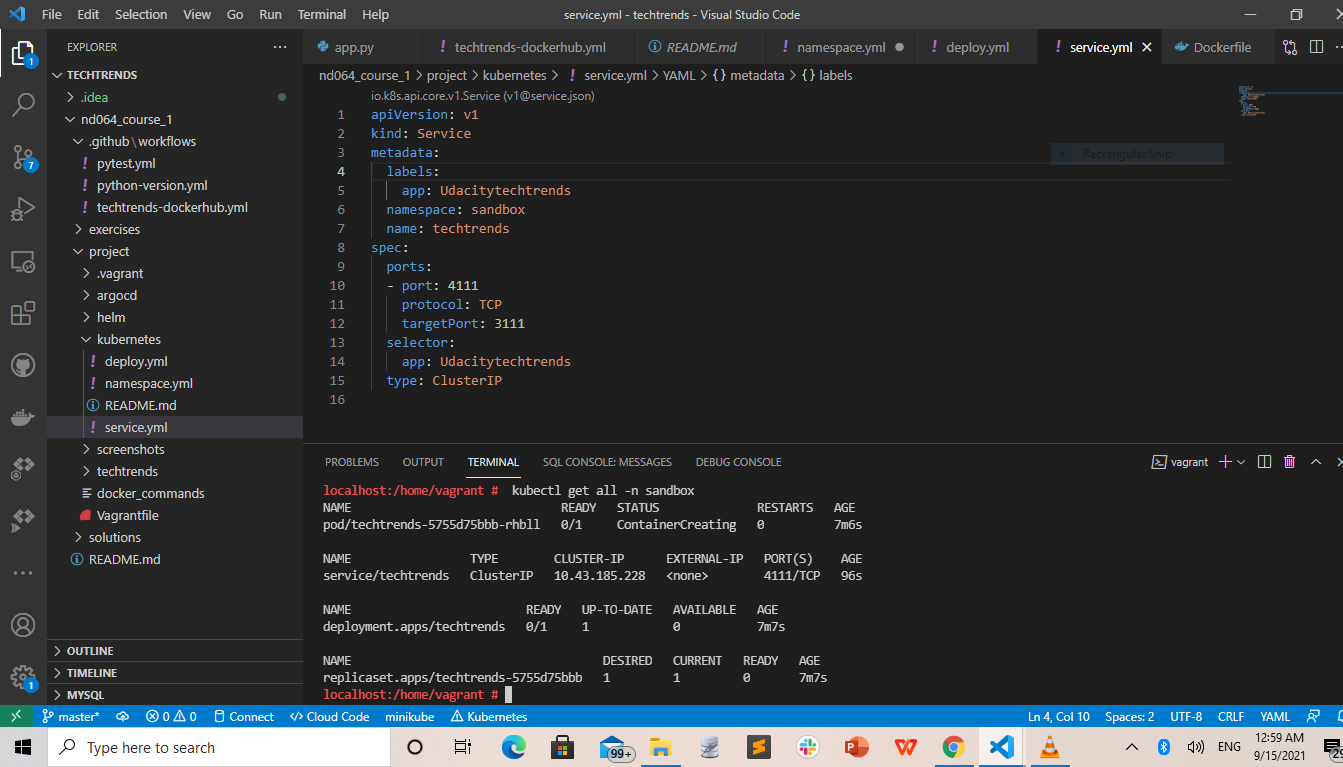 File Edit Selection View Go Run Terminal Help service.yml - techtrends - Visual Studio Code
EXPLORER
app.py ! techtrends-dockerhub.yml README.md ! namespace.yml ! deploy.yml ! service.yml Dockerfile
TECHTRENDS
.idea
nd064_course_1
.github\workflows
! pytest.yml
! python-version.yml
! techtrends-dockerhub.yml
exercises
project
.vagrant
argocd
helm
kubernetes
! deploy.yml
! namespace.yml
README.md
! service.yml
screenshots
techtrends
docker_commands
Vagrantfile
solutions
README.md
OUTLINE
TIMELINE
MYSQL
1
7
1
nd064_course_1 > project > kubernetes > ! service.yml > YAML > {} metadata > {} labels
io.k8s.api.core.v1.Service (v1@service.json)
1 apiVersion: v1
2 kind: Service
3 metadata:
4 labels:
5 app: Udacitytechtrends
6 namespace: sandbox
7 name: techtrends
8 spec:
9 ports:
10 - port: 4111
11 protocol: TCP
12 targetPort: 3111
13 selector:
14 app: Udacitytechtrends
15 type: ClusterIP
16
Rectangular Snip
PROBLEMS OUTPUT TERMINAL SQL CONSOLE: MESSAGES DEBUG CONSOLE vagrant
localhost:/home/vagrant # kubectl get all -n sandbox
NAME READY STATUS RESTARTS AGE
pod/techtrends-5755d75bbb-rhbll 0/1 ContainerCreating 0 7m6s
NAME TYPE CLUSTER-IP EXTERNAL-IP PORT(S) AGE
service/techtrends ClusterIP 10.43.185.228 <none> 4111/TCP 96s
NAME READY UP-TO-DATE AVAILABLE AGE
deployment.apps/techtrends 0/1 1 0 7m7s
NAME DESIRED CURRENT READY AGE
replicaset.apps/techtrends-5755d75bbb 1 1 0 7m7s
localhost:/home/vagrant #
master* 0 0 Connect Cloud Code minikube Kubernetes Ln 4, Col 10 Spaces: 2 UTF-8 CRLF YAML
Type here to search 99+ ENG 12:59 AM
9/15/2021